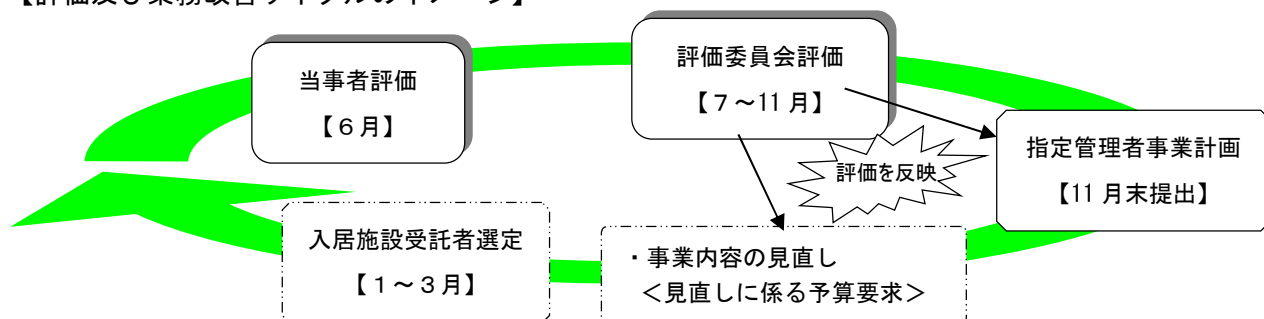 【評価及び業務改善サイクルのイメージ】
当事者評価
【６月】
評価委員会評価
【７～11月】
評価を反映
指定管理者事業計画
【11月末提出】
入居施設受託者選定
【１～３月】
・事業内容の見直し
＜見直しに係る予算要求＞